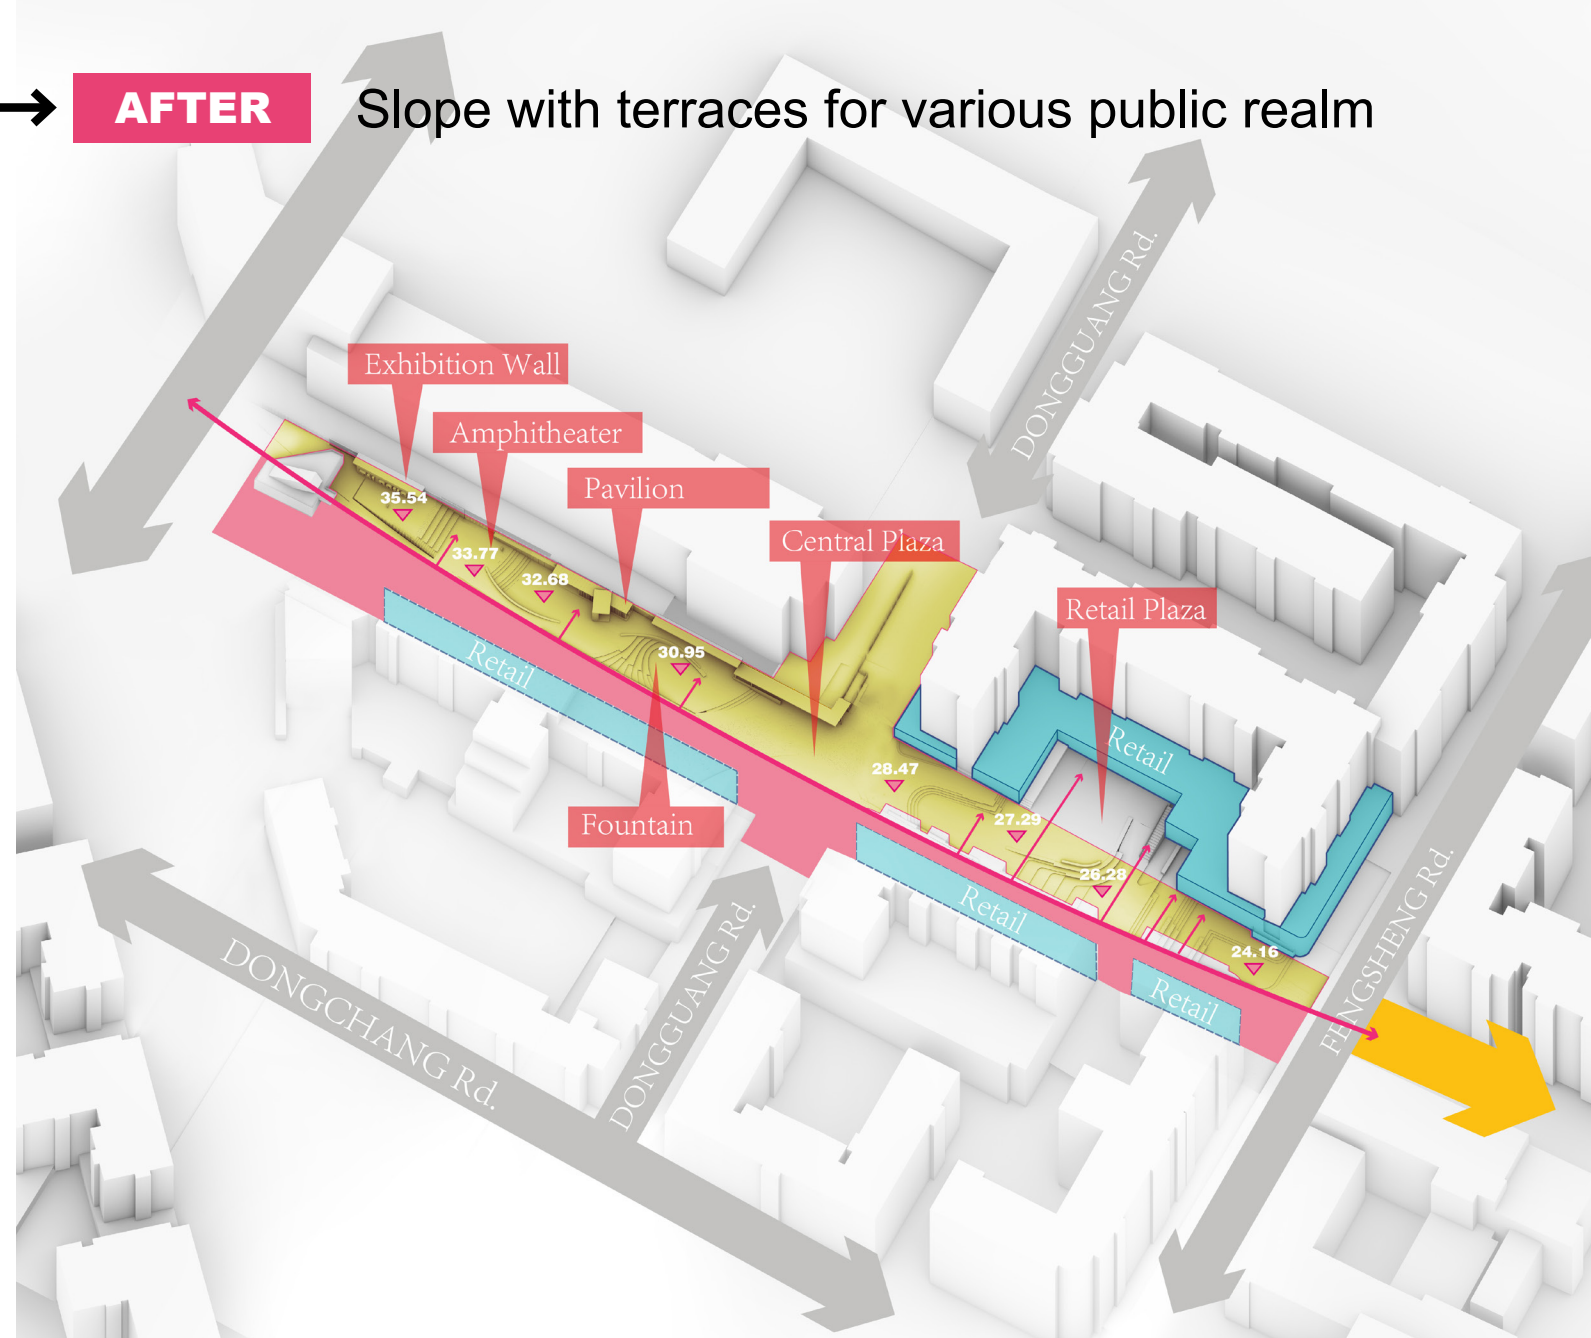 AFTER
Slope with terraces for various public realm
DONGGUANG Rd.
Exhibition Wall
Amphitheater
Pavilion
Central Plaza
Retail Plaza
35.54
33.77
32.68
30.95
28.47
27.29
26.28
24.16
Retail
Retail
Retail
Retail
Fountain
DONGCHANG Rd.
DONGGUANG Rd.
FENGSHENG Rd.